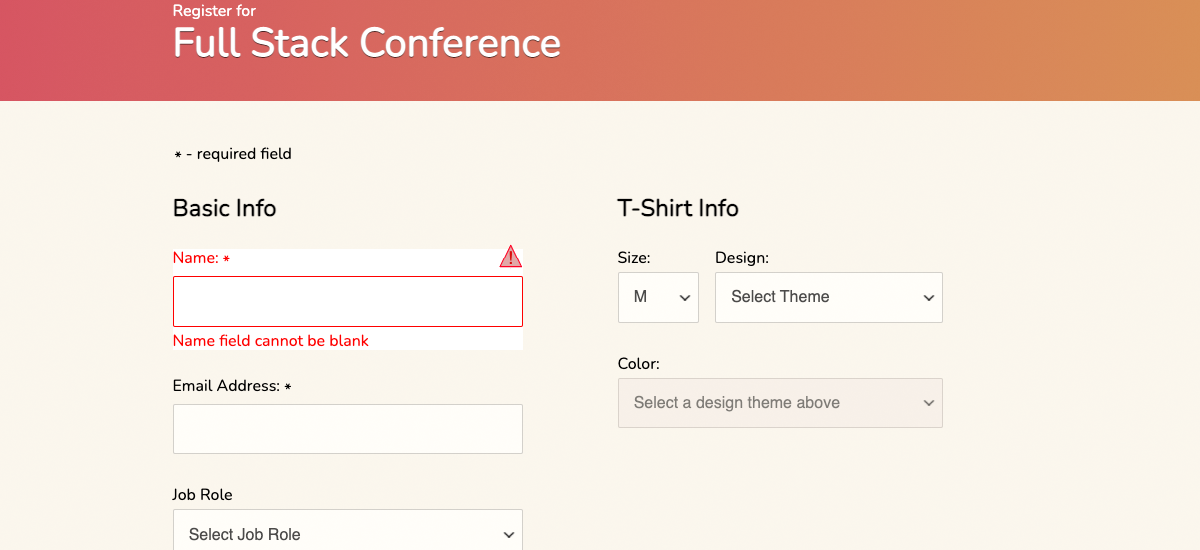 Register for
Full Stack Conference
* - required field
Basic Info
Name: *
Name field cannot be blank
Email Address: *
Job Role
Select Job Role
T-Shirt Info
Size:
Design:
M
Select Theme
Color:
Select a design theme above